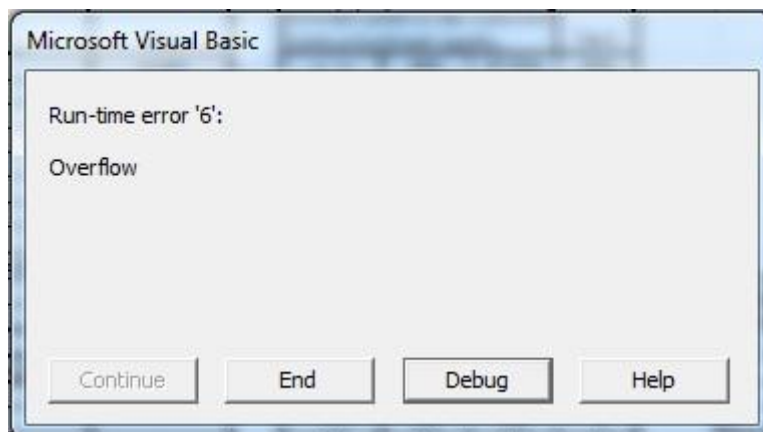 Microsoft Visual Basic
Run-time error '6':
Overflow
Continue End Debug Help